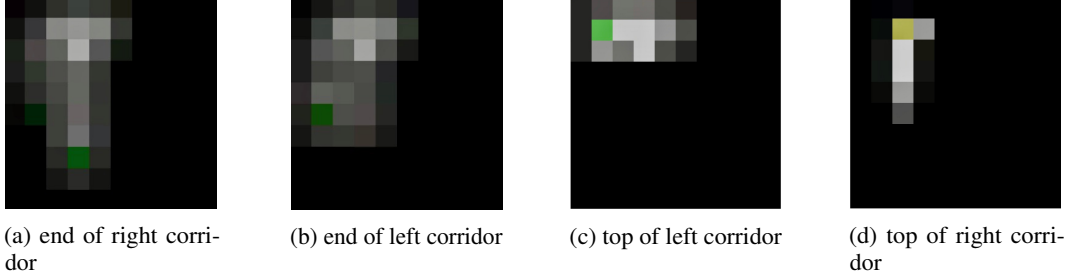 (a) end of right corri-
dor
(b) end of left corridor
(c) top of left corridor
(d) top of right corri-
dor